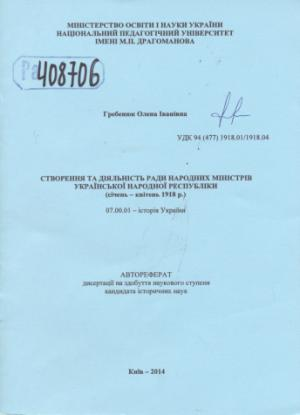 МІНІСТЕРСТВО ОСВІТИ І НАУКИ УКРАЇНИ
НАЦІОНАЛЬНИЙ ПЕДАГОГІЧНИЙ УНІВЕРСИТЕТ
ІМЕНІ М.П. ДРАГОМАНОВА
408706
Гребенюк Олена Іванівна
УДК 94 (477) 1918.01/1918.04
СТВОРЕННЯ ТА ДІЯЛЬНІСТЬ РАДИ НАРОДНИХ МІНІСТРІВ
УКРАЇНСЬКОЇ НАРОДНОЇ РЕСПУБЛІКИ
(січень – квітень 1918 р.)
07.00.01 – історія України
АВТОРЕФЕРАТ
дисертації на здобуття наукового ступеня
кандидата історичних наук
Київ – 2014